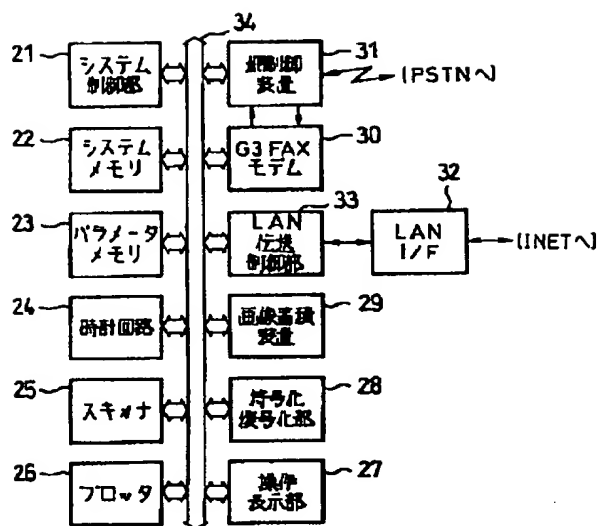 34
21
システム
制御部
31
網制御
装置
(PSTNへ)
22
システム
メモリ
30
G3 FAX
モデム
32
23
パラメータ
メモリ
33
LAN
伝送
制御部
LAN
I/F
(INETへ)
24
時計回路
29
画像蓄積
装置
25
スキャナ
28
符号化
復号化部
26
プロッタ
27
操作
表示部